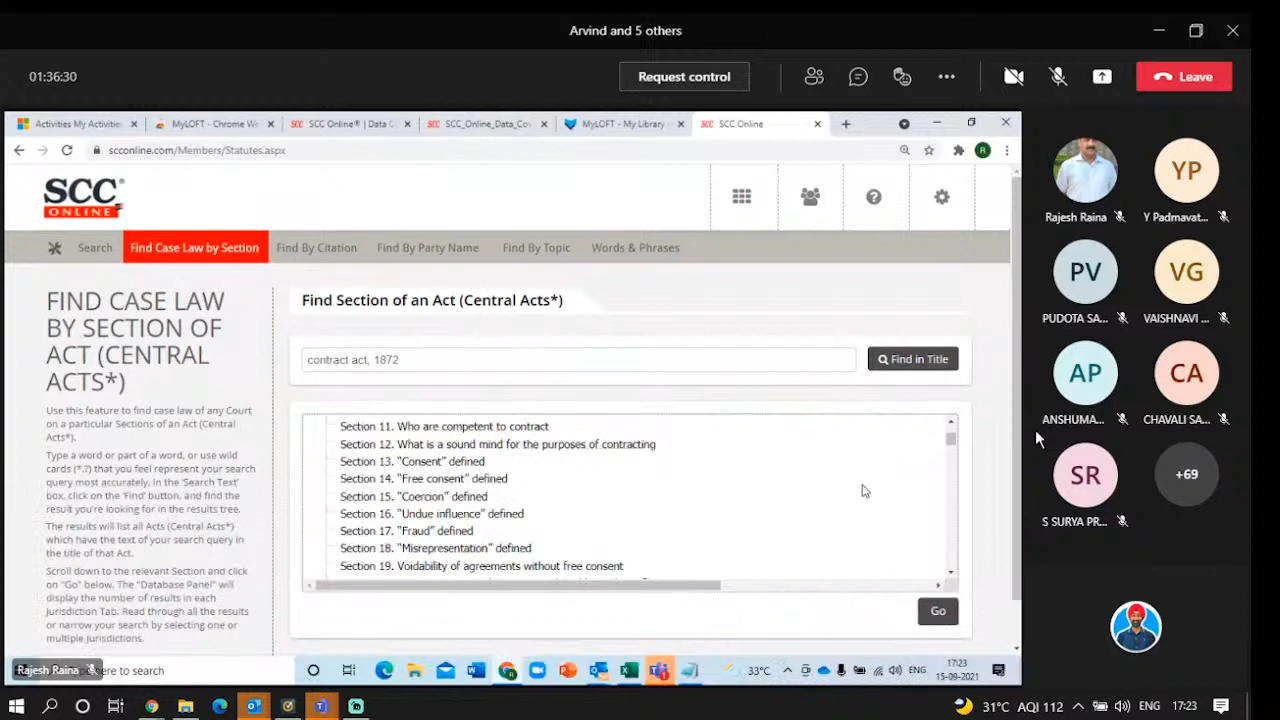 Arvind and 5 others
01:36:30
Request control
Leave
Activities My Activitie
MyLOFT - Chrome We
SCC Online® | Data C
SCC_Online_Data_Co
MyLOFT - My Library
SCC Online
scconline.com/Members/Statutes.aspx
R
SCC®
ONLINE
Search
Find Case Law by Section
Find By Citation
Find By Party Name
Find By Topic
Words & Phrases
FIND CASE LAW
BY SECTION OF
ACT (CENTRAL
ACTS*)
Use this feature to find case law of any Court
on a particular Sections of an Act (Central
Acts*).
Type a word or part of a word, or use wild
cards (*,?) that you feel represent your search
query most accurately, in the 'Search Text'
box, click on the 'Find' button, and find the
result you're looking for in the results tree.
The results will list all Acts (Central Acts*)
which have the text of your search query in
the title of that Act.
Scroll down to the relevant Section and click
on "Go" below. The "Database Panel" will
display the number of results in each
Jurisdiction Tab. Read through all the results
or narrow your search by selecting one or
multiple Jurisdictions.
Find Section of an Act (Central Acts*)
contract act, 1872
Find in Title
Section 11. Who are competent to contract
Section 12. What is a sound mind for the purposes of contracting
Section 13. "Consent" defined
Section 14. "Free consent" defined
Section 15. "Coercion" defined
Section 16. "Undue influence" defined
Section 17. "Fraud" defined
Section 18. "Misrepresentation" defined
Section 19. Voidability of agreements without free consent
Go
Rajesh Raina
YP
Y Padmavat...
PV
PUDOTA SA...
VG
VAISHNAVI ...
AP
ANSHUMA...
CA
CHAVALI SA...
SR
S SURYA PR...
+69
Rajesh Raina
here to search
33°C
ENG
17:23
15-09-2021
31°C AQI 112
ENG
17:23